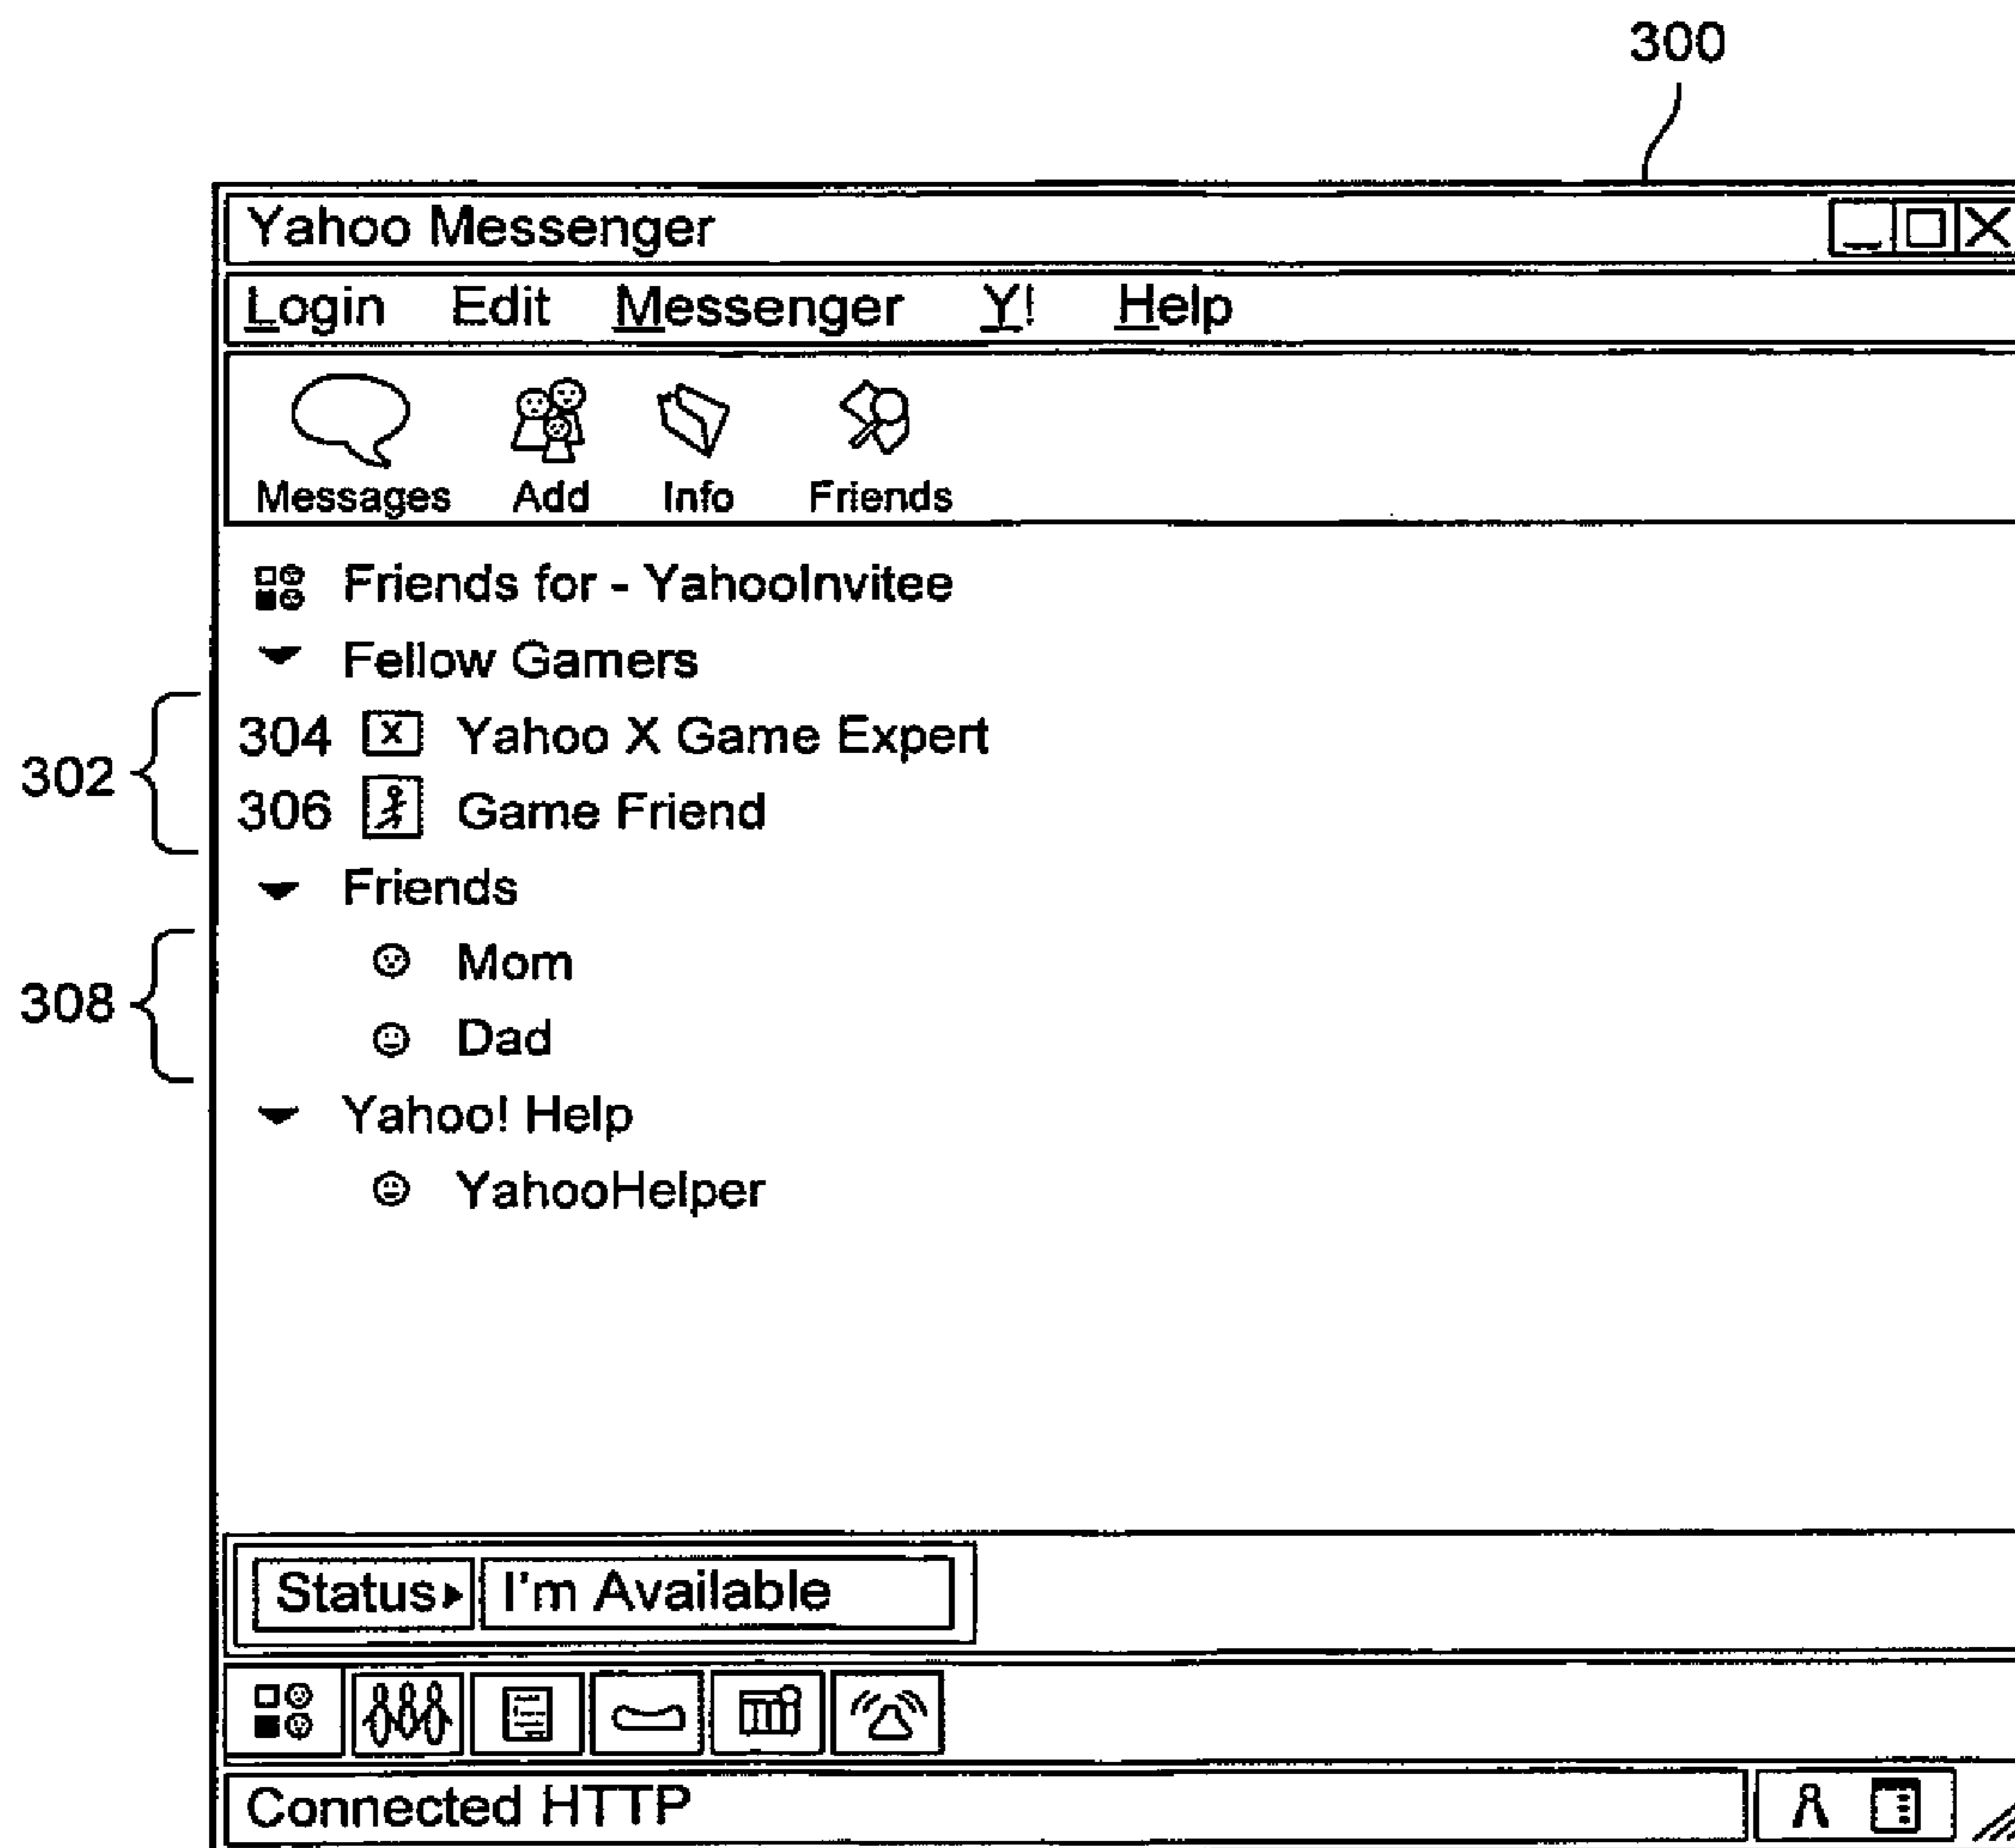 300
Yahoo Messenger
Login Edit Messenger Y! Help
Messages Add Info Friends
Friends for - YahooInvitee
Fellow Gamers
302
304 X Yahoo X Game Expert
306 Game Friend
Friends
308
Mom
Dad
Yahoo! Help
YahooHelper
Status I'm Available
Connected HTTP